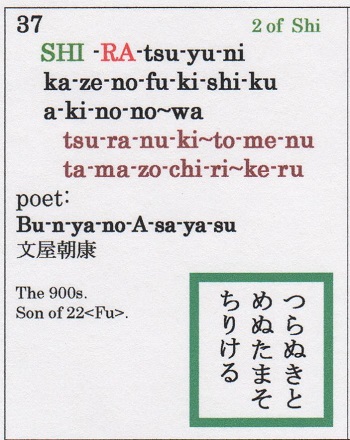 37
2 of Shi
SHI -RA-tsu-yu-ni
ka-ze-no-fu-ki-shi-ku
a-ki-no-no~wa
tsu-ra-nu-ki~to-me-nu
ta-ma-zo-chi-ri~ke-ru
poet:
Bu-n-ya-no-A-sa-ya-su
文屋朝康
The 900s.
Son of 22<Fu>.
つらぬきと
めぬたまそ
ちりける